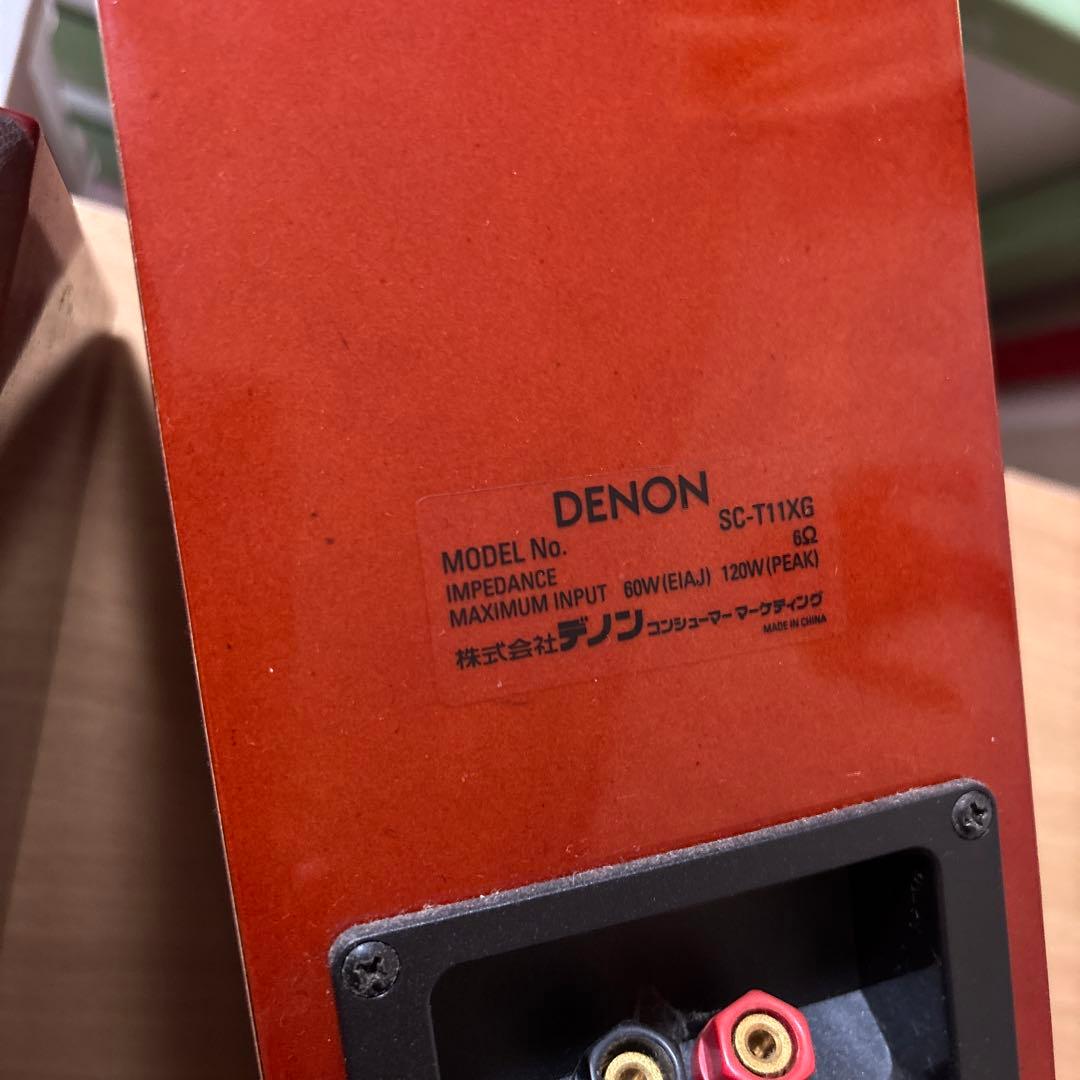 DENON
MODEL No. SC-T11XG
IMPEDANCE 6Ω
MAXIMUM INPUT 60W(EIAJ) 120W(PEAK)
株式会社デノン コンシューマー マーケティング
MADE IN CHINA